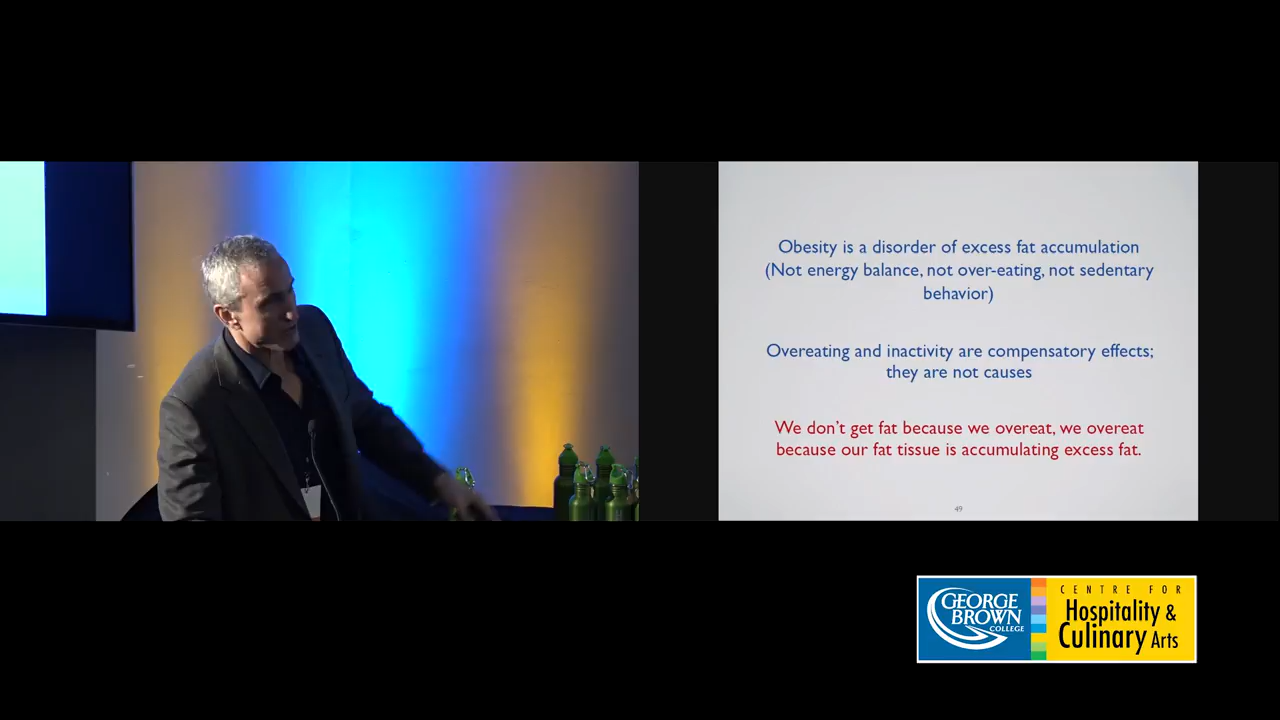 Obesity is a disorder of excess fat accumulation
(Not energy balance, not over-eating, not sedentary
behavior)
Overeating and inactivity are compensatory effects;
they are not causes
We don't get fat because we overeat, we overeat
because our fat tissue is accumulating excess fat.
49
GEORGE
BROWN
COLLEGE
CENTRE FOR
Hospitality &
Culinary Arts